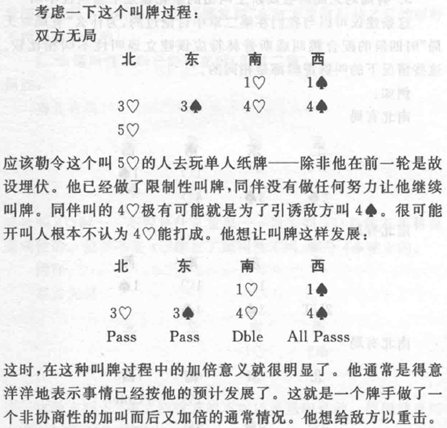 考虑一下这个叫牌过程:
双方无局
北 东 南 西
1♡ 1♠
3♡ 3♠ 4♡ 4♠
5♡
应该勒令这个叫5♡的人去玩单人纸牌——除非他在前一轮是故
设埋伏。他已经做了限制性叫牌,同伴没有做任何努力让他继续
叫牌。同伴叫的4♡极有可能就是为了引诱敌方叫4♠。很可能
开叫人根本不认为4♡能打成。他想让叫牌这样发展:
北 东 南 西
1♡ 1♠
3♡ 3♠ 4♡ 4♠
Pass Pass Dble All Passs
这时,在这种叫牌过程中的加倍意义就很明显了。他通常是得意
洋洋地表示事情已经按他的预计发展了。这就是一个牌手做了一
个非协商性的加叫而后又加倍的通常情况。他想给敌方以重击。